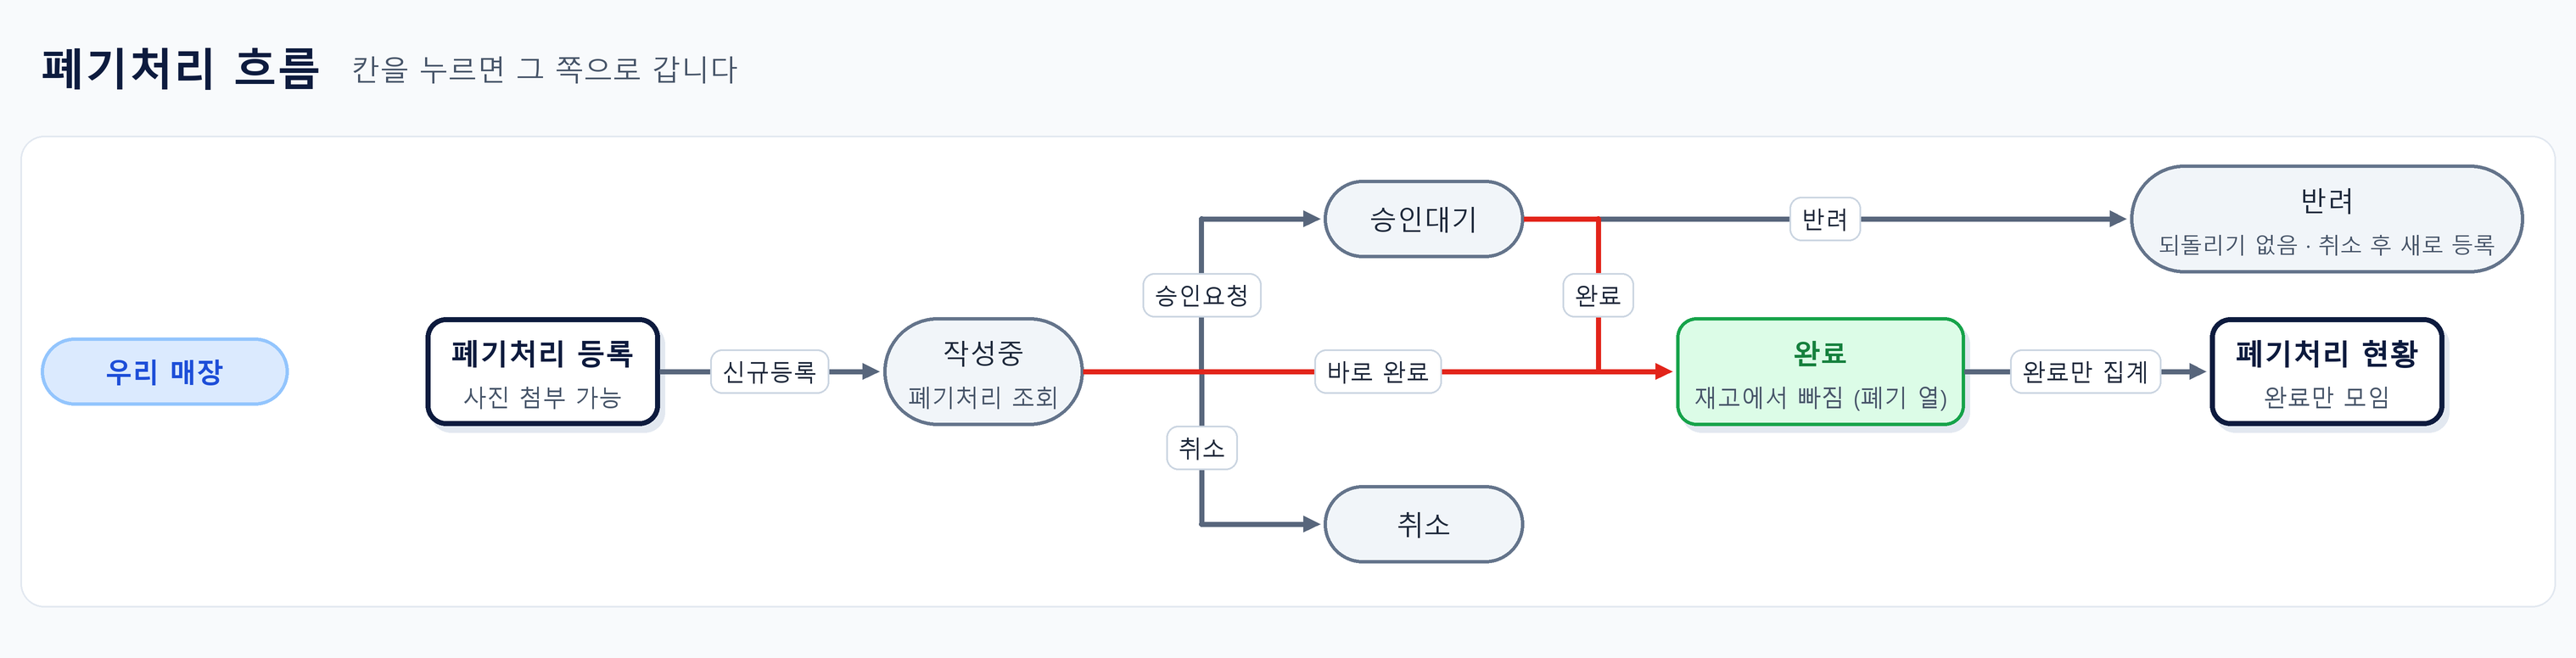 폐기처리 흐름 칸을 누르면 그 쪽으로 갑니다
우리 매장
폐기처리 등록
사진 첨부 가능
신규등록
작성중
폐기처리 조회
승인요청
취소
승인대기
바로 완료
취소
완료
반려
반려
되돌리기 없음 · 취소 후 새로 등록
완료
재고에서 빠짐 (폐기 열)
완료만 집계
폐기처리 현황
완료만 모임